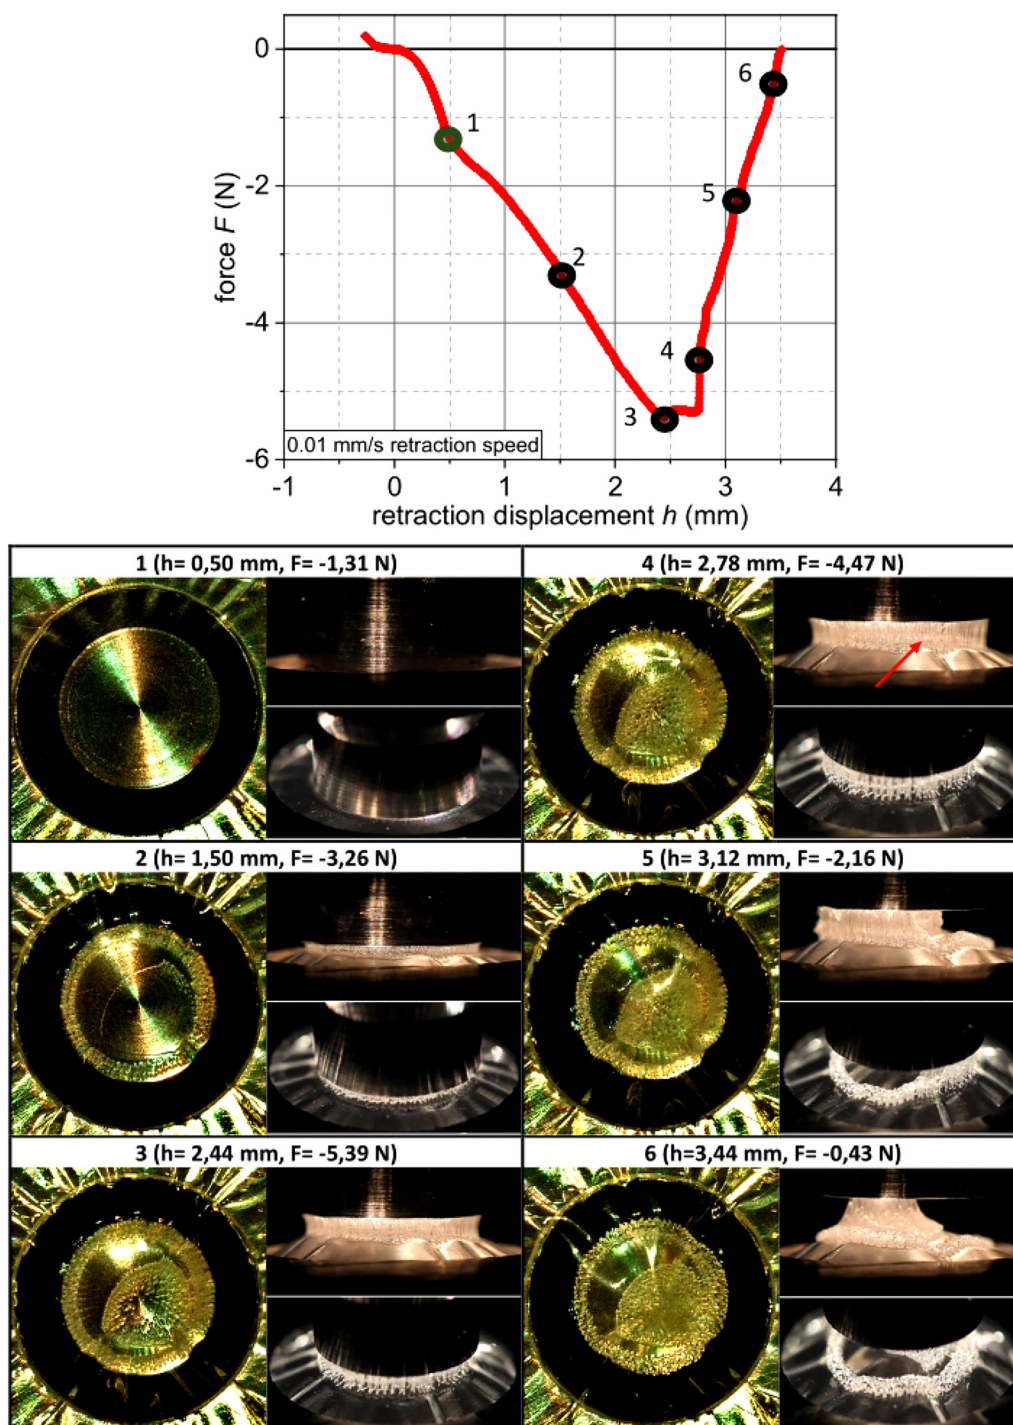 0
-2
-4
-6
force F (N)
1
2
3
4
5
6
0.01 mm/s retraction speed
-1 0 1 2 3 4
retraction displacement h (mm)
1 (h= 0,50 mm, F= -1,31 N)
4 (h= 2,78 mm, F= -4,47 N)
2 (h= 1,50 mm, F= -3,26 N)
5 (h= 3,12 mm, F= -2,16 N)
3 (h= 2,44 mm, F= -5,39 N)
6 (h=3,44 mm, F= -0,43 N)